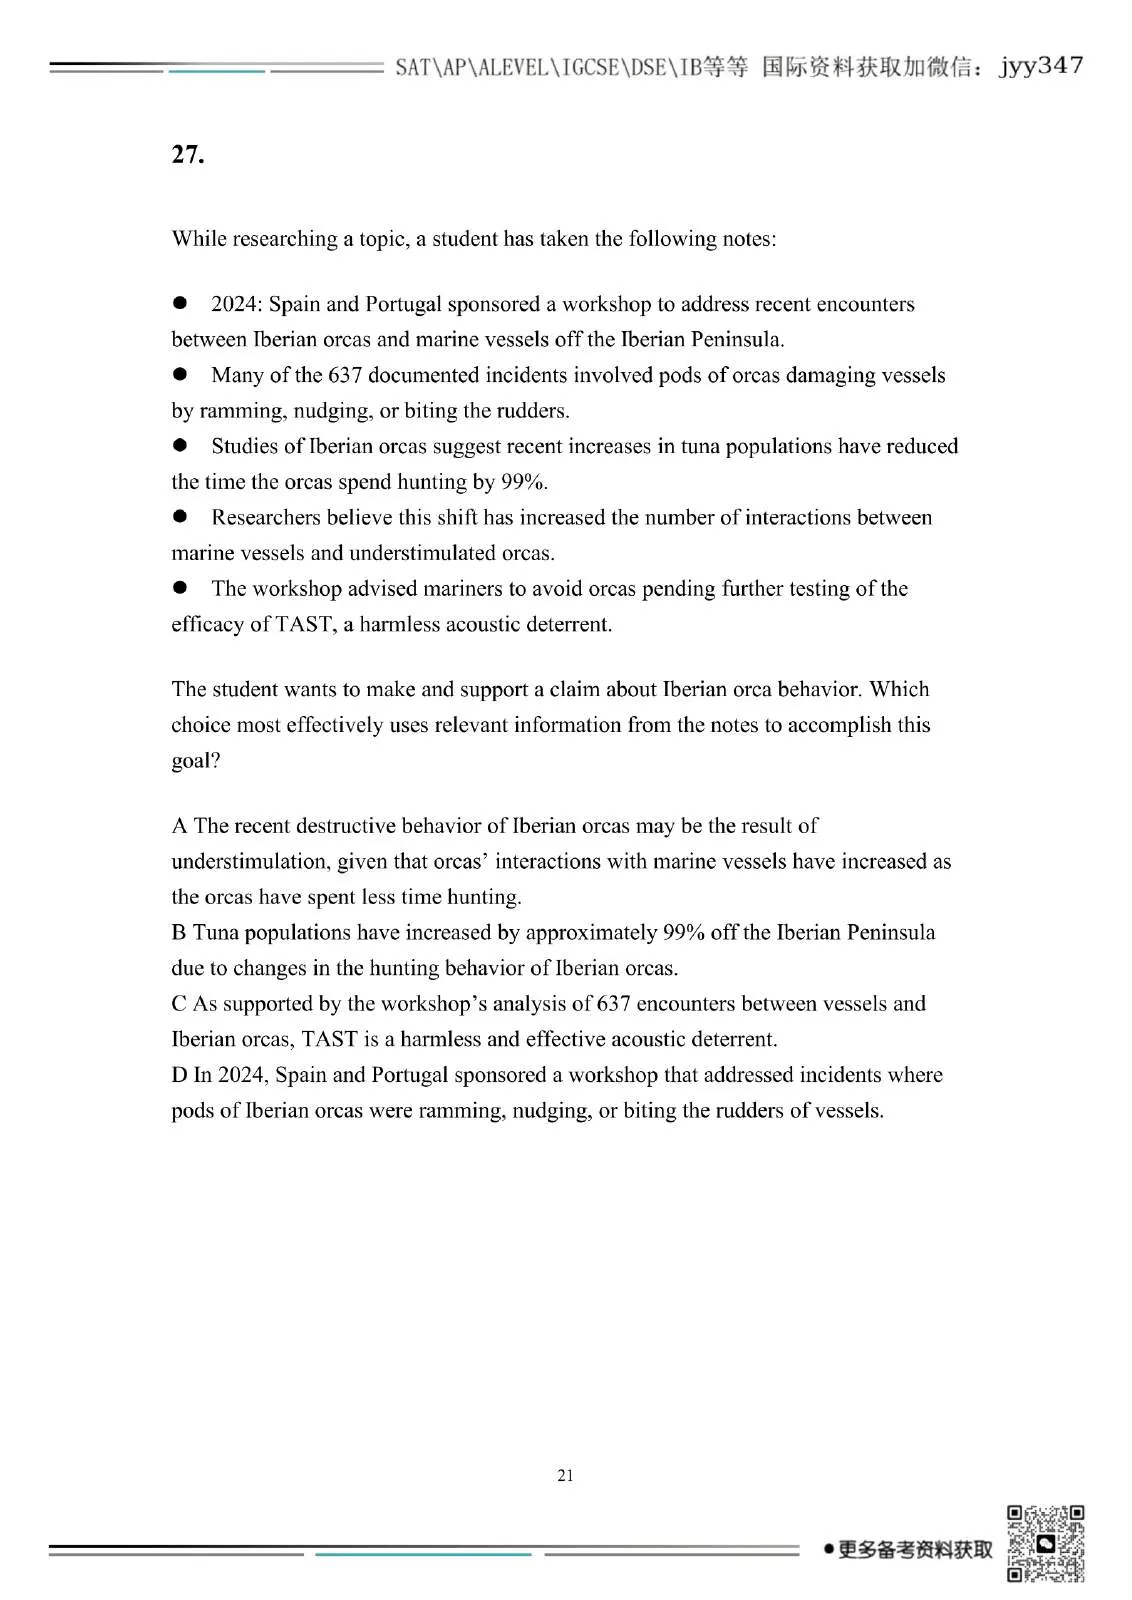 SAT\AP\ALEVEL\IGCSE\DSE\IB等等 国际资料获取加微信：jyy347
27.
While researching a topic, a student has taken the following notes:
● 2024: Spain and Portugal sponsored a workshop to address recent encounters
between Iberian orcas and marine vessels off the Iberian Peninsula.
● Many of the 637 documented incidents involved pods of orcas damaging vessels
by ramming, nudging, or biting the rudders.
● Studies of Iberian orcas suggest recent increases in tuna populations have reduced
the time the orcas spend hunting by 99%.
● Researchers believe this shift has increased the number of interactions between
marine vessels and understimulated orcas.
● The workshop advised mariners to avoid orcas pending further testing of the
efficacy of TAST, a harmless acoustic deterrent.
The student wants to make and support a claim about Iberian orca behavior. Which
choice most effectively uses relevant information from the notes to accomplish this
goal?
A The recent destructive behavior of Iberian orcas may be the result of
understimulation, given that orcas’ interactions with marine vessels have increased as
the orcas have spent less time hunting.
B Tuna populations have increased by approximately 99% off the Iberian Peninsula
due to changes in the hunting behavior of Iberian orcas.
C As supported by the workshop’s analysis of 637 encounters between vessels and
Iberian orcas, TAST is a harmless and effective acoustic deterrent.
D In 2024, Spain and Portugal sponsored a workshop that addressed incidents where
pods of Iberian orcas were ramming, nudging, or biting the rudders of vessels.
21
●更多备考资料获取